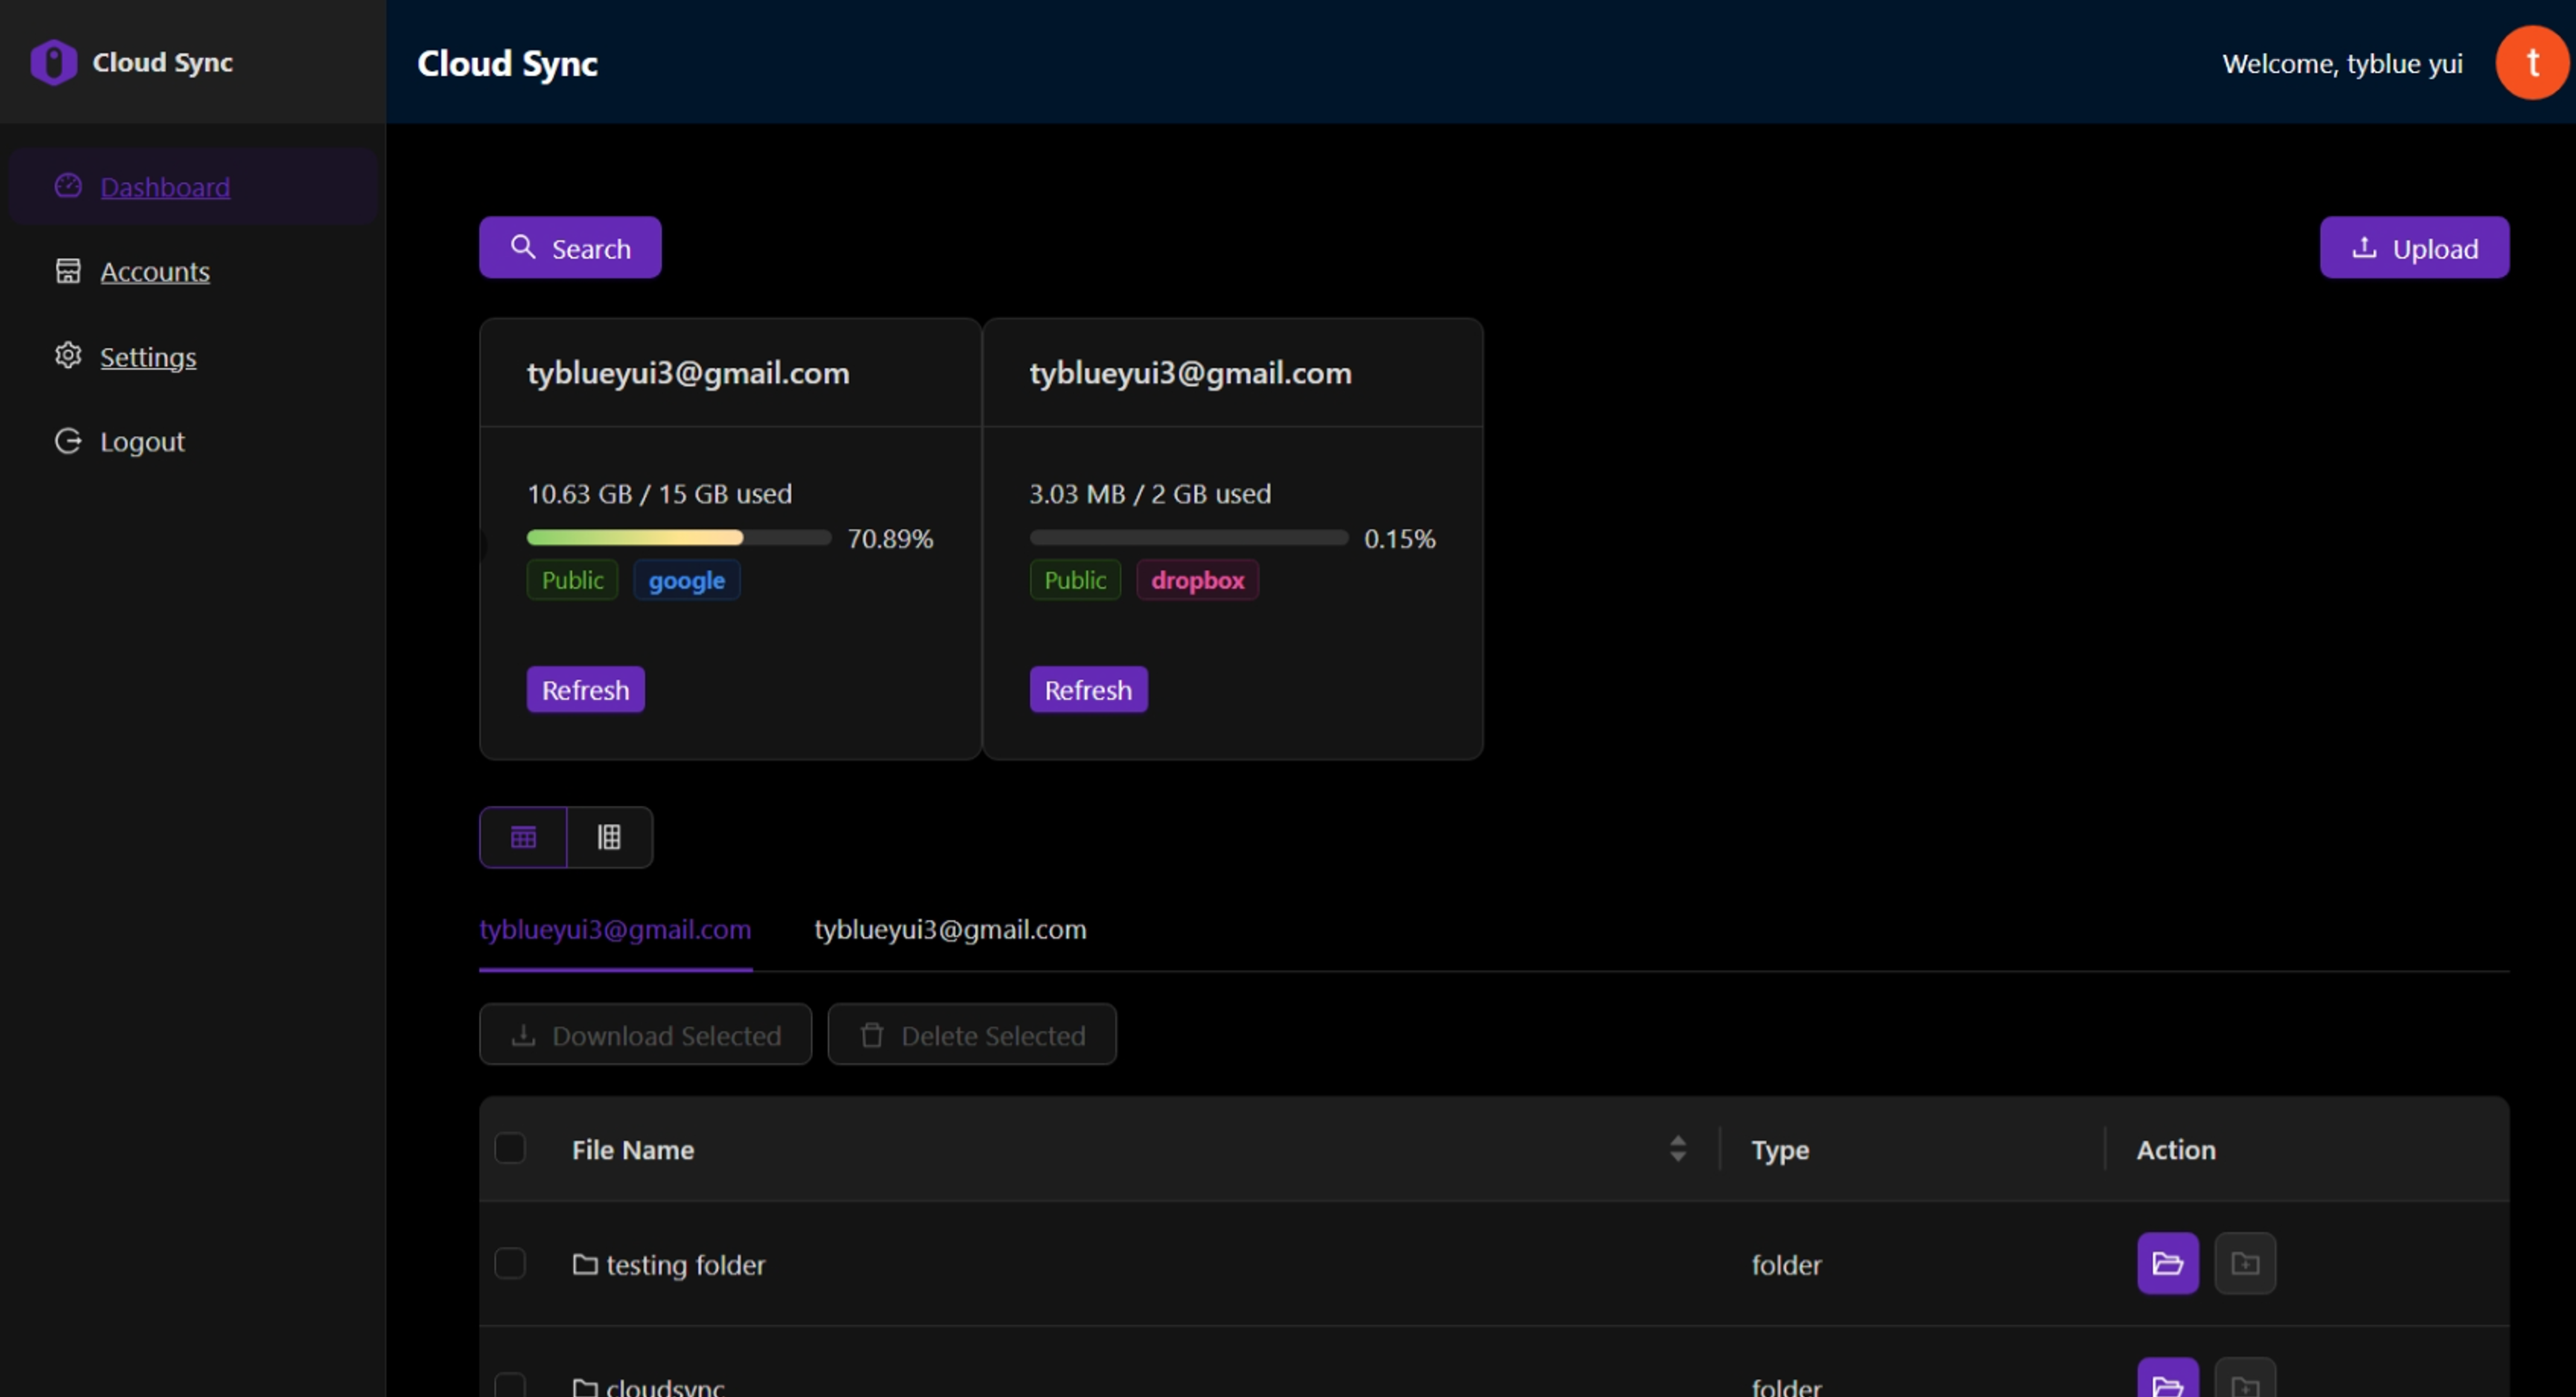 Cloud Sync
Cloud Sync
Welcome, tyblue yui
t
Dashboard
Accounts
Settings
Logout
Search
Upload
tyblueyui3@gmail.com
10.63 GB / 15 GB used
70.89%
Public google
Refresh
tyblueyui3@gmail.com
3.03 MB / 2 GB used
0.15%
Public dropbox
Refresh
tyblueyui3@gmail.com tyblueyui3@gmail.com
Download Selected Delete Selected
File Name Type Action
testing folder folder
cloudsync folder